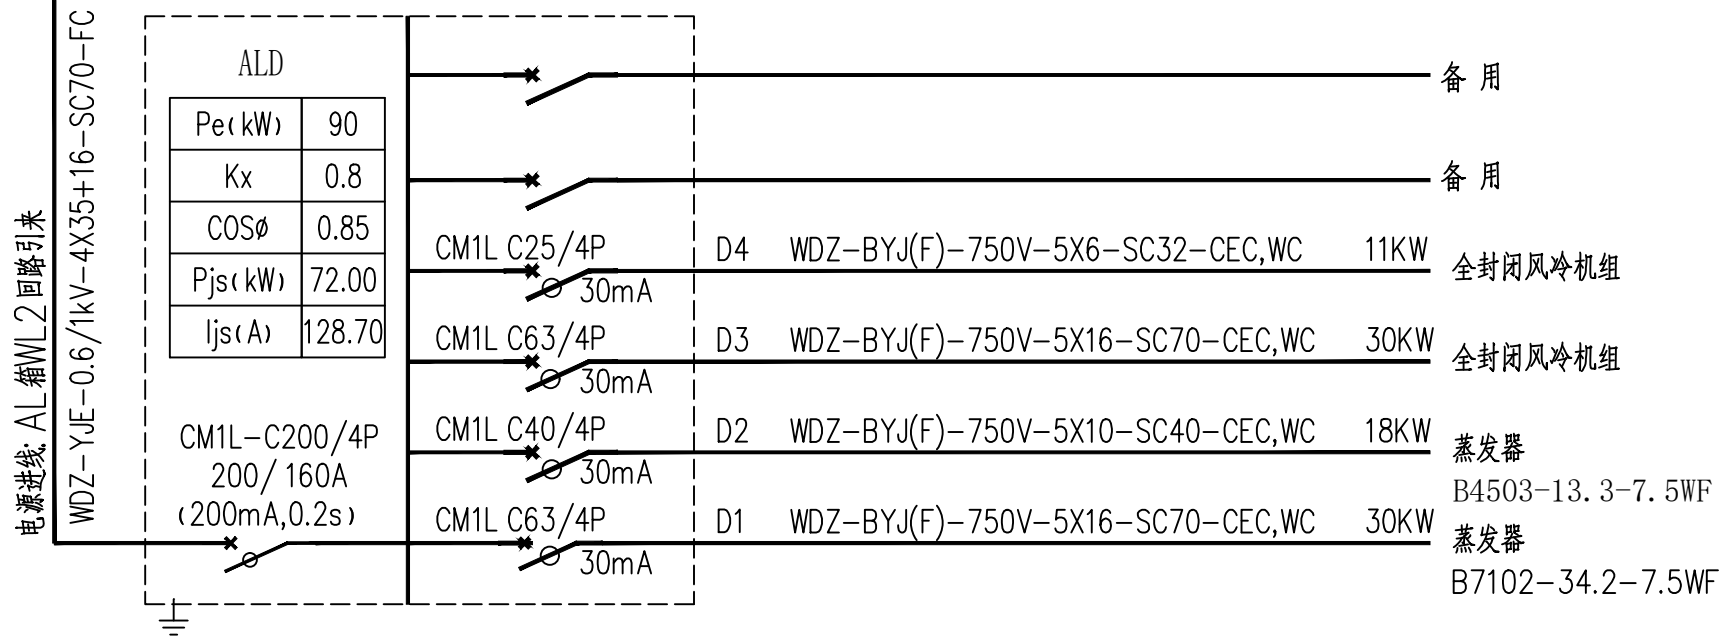 电源进线: AL箱WL2回路引来
WDZ-YJE-0.6/1kV-4X35+16-SC70-FC
ALD
Pe(kW) 90
Kx 0.8
COSø 0.85
Pjs(kW) 72.00
Ijs(A) 128.70
CM1L-C200/4P
200/160A
(200mA,0.2s)
备 用
备 用
CM1L C25/4P D4 WDZ-BYJ(F)-750V-5X6-SC32-CEC,WC 11KW 全封闭风冷机组
30mA
CM1L C63/4P D3 WDZ-BYJ(F)-750V-5X16-SC70-CEC,WC 30KW 全封闭风冷机组
30mA
CM1L C40/4P D2 WDZ-BYJ(F)-750V-5X10-SC40-CEC,WC 18KW 蒸发器
30mA B4503-13.3-7.5WF
CM1L C63/4P D1 WDZ-BYJ(F)-750V-5X16-SC70-CEC,WC 30KW 蒸发器
30mA B7102-34.2-7.5WF